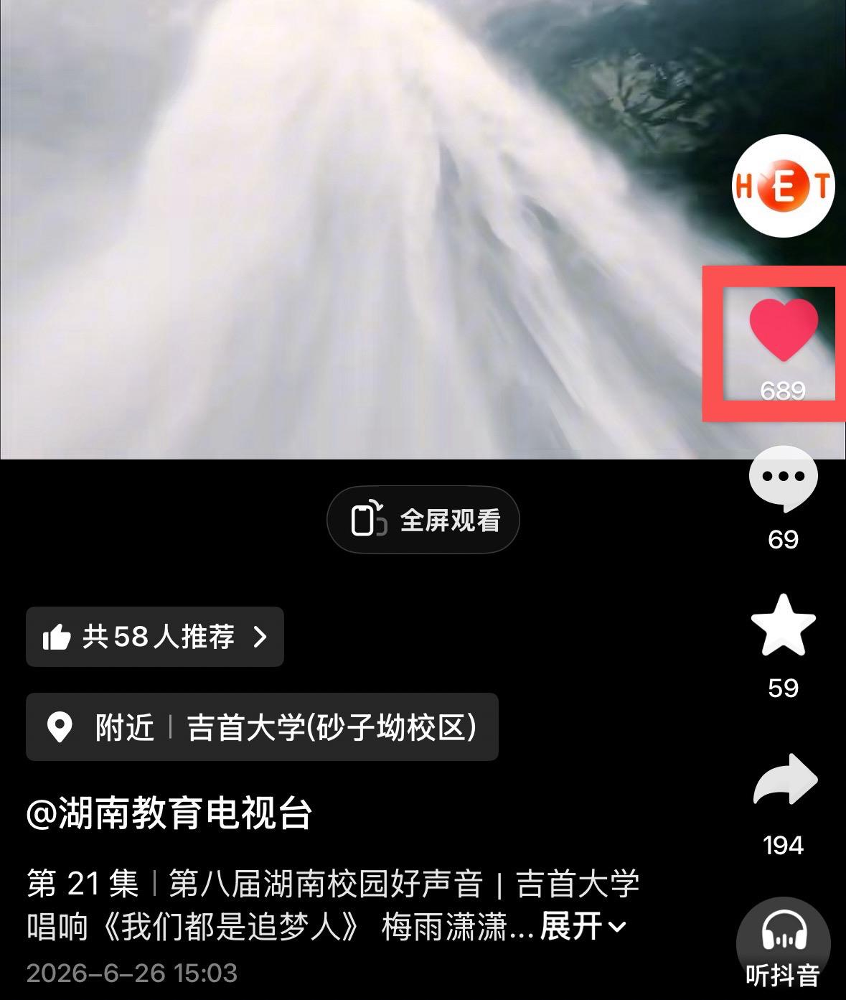 HET
689
69
全屏观看
共58人推荐
59
附近｜吉首大学(砂子坳校区)
@湖南教育电视台
194
第 21 集｜第八届湖南校园好声音 | 吉首大学
唱响《我们都是追梦人》 梅雨潇潇... 展开
听抖音
2026-6-26 15:03